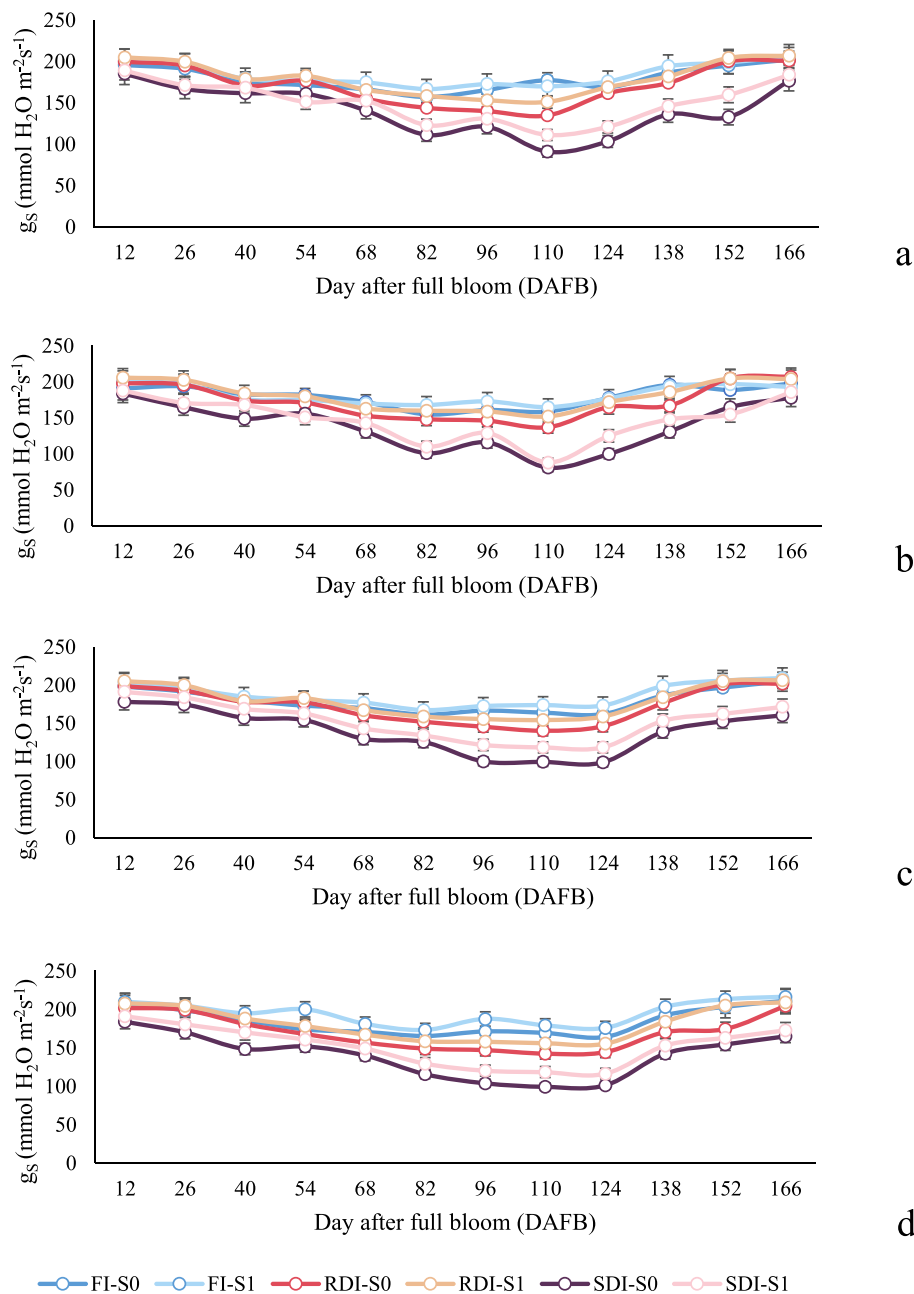 250
200
150
100
50
0
gS (mmol H2O m-2s-1)
12 26 40 54 68 82 96 110 124 138 152 166
Day after full bloom (DAFB)
a
250
200
150
100
50
0
gS (mmol H2O m-2s-1)
12 26 40 54 68 82 96 110 124 138 152 166
Day after full bloom (DAFB)
b
250
200
150
100
50
0
gS (mmol H2O m-2s-1)
12 26 40 54 68 82 96 110 124 138 152 166
Day after full bloom (DAFB)
c
250
200
150
100
50
0
gS (mmol H2O m-2s-1)
12 26 40 54 68 82 96 110 124 138 152 166
Day after full bloom (DAFB)
d
FI-S0 FI-S1 RDI-S0 RDI-S1 SDI-S0 SDI-S1